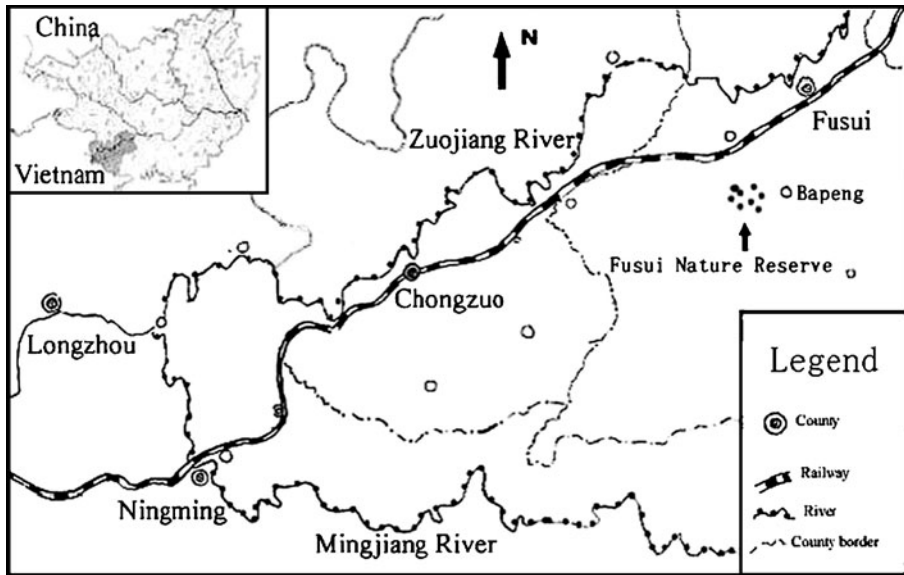 China
Vietnam
N
Zuojiang River
Fusui
Bapeng
Fusui Nature Reserve
Chongzuo
Longzhou
Ningming
Mingjiang River
Legend
County
Railway
River
County border